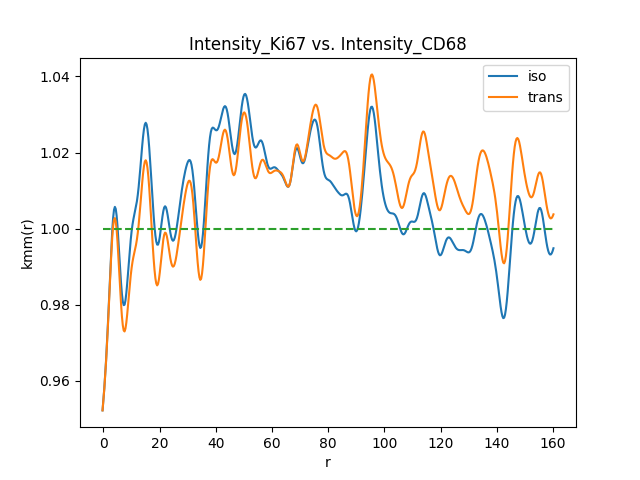 Intensity_Ki67 vs. Intensity_CD68
iso
trans
kmm(r)
1.04
1.02
1.00
0.98
0.96
0 20 40 60 80 100 120 140 160
r